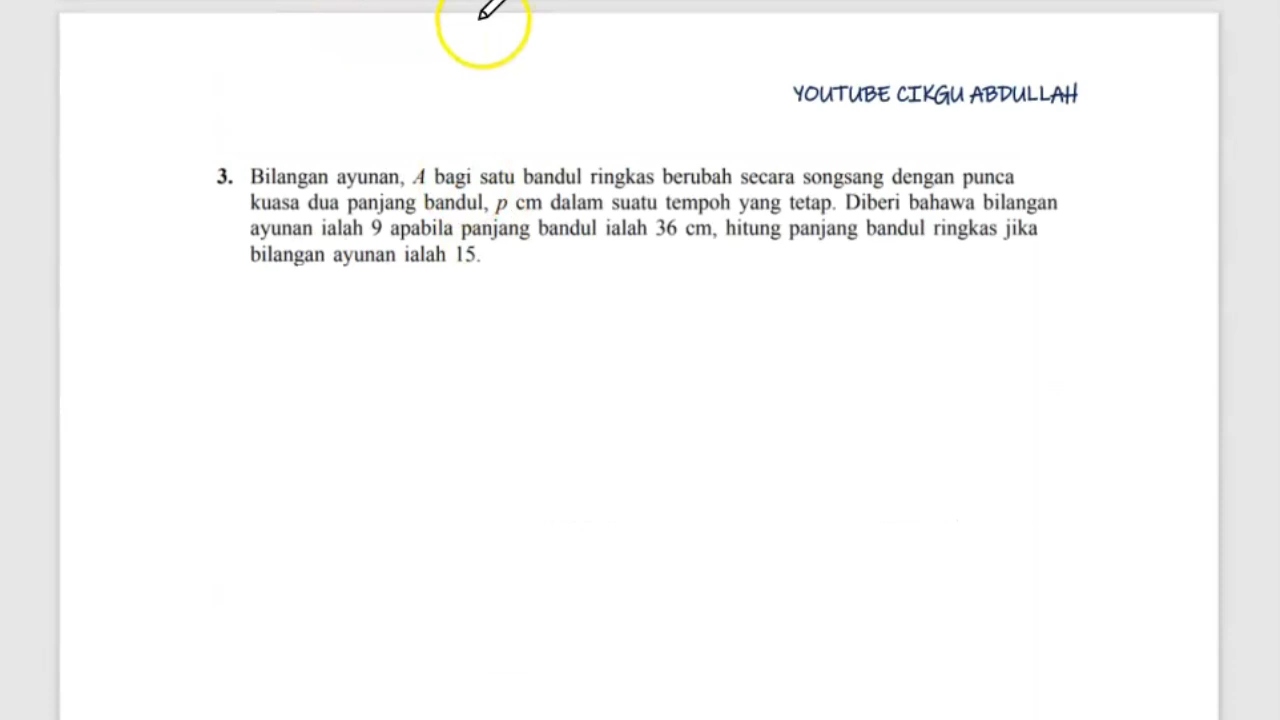 YOUTUBE CIKGU ABDULLAH
3. Bilangan ayunan, A bagi satu bandul ringkas berubah secara songsang dengan punca
kuasa dua panjang bandul, p cm dalam suatu tempoh yang tetap. Diberi bahawa bilangan
ayunan ialah 9 apabila panjang bandul ialah 36 cm, hitung panjang bandul ringkas jika
bilangan ayunan ialah 15.